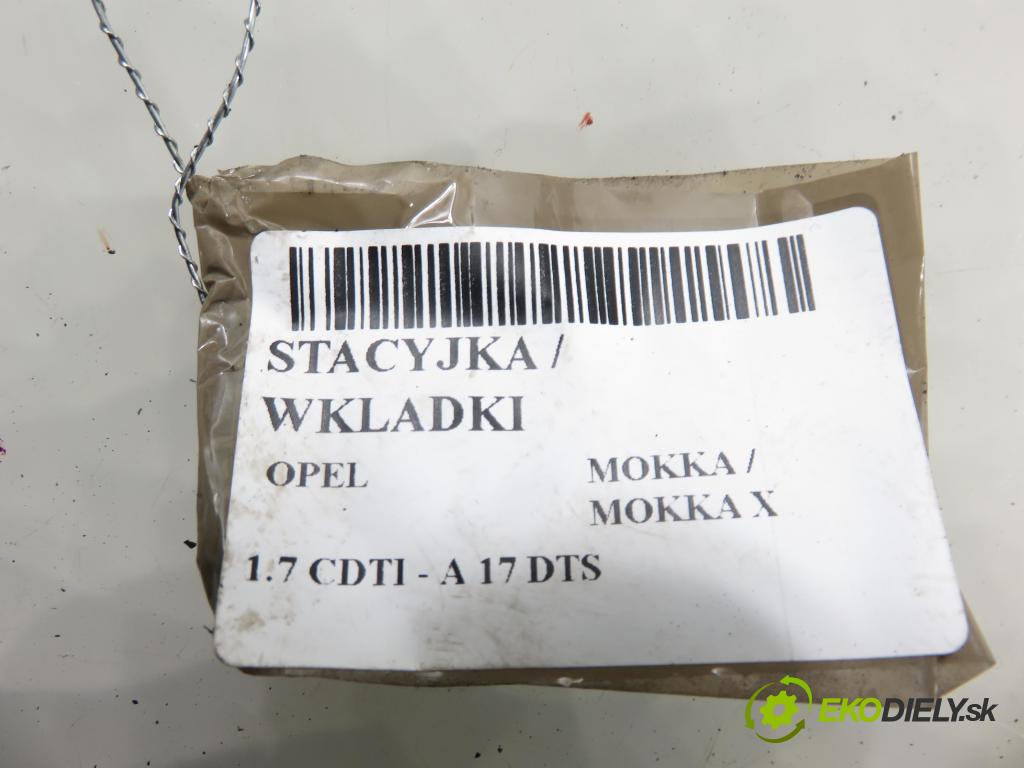 STACYJKA /
WKLADKI
OPEL MOKKA /
MOKKA X
1.7 CDTI - A 17 DTS
EKODIELY.sk